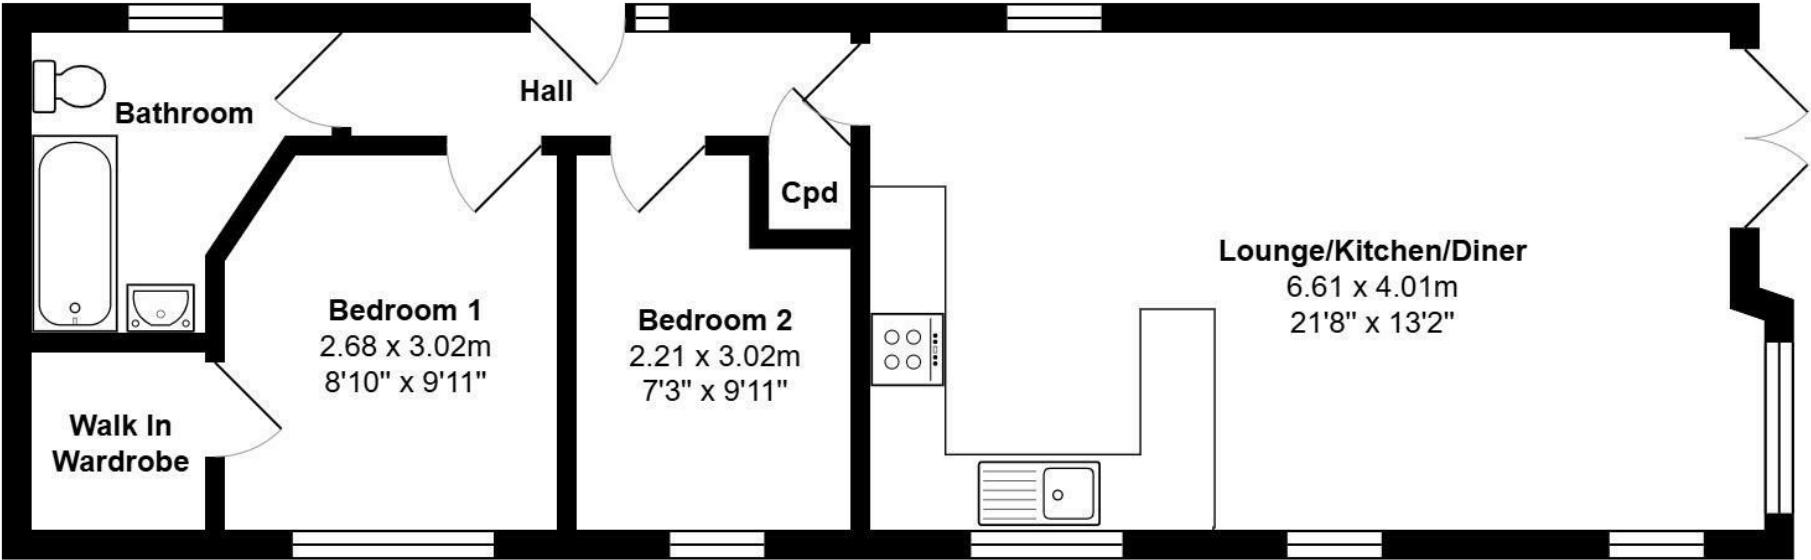 Hall
Bathroom
Cpd
Lounge/Kitchen/Diner
6.61 x 4.01m
21'8" x 13'2"
Bedroom 1
2.68 x 3.02m
8'10" x 9'11"
Bedroom 2
2.21 x 3.02m
7'3" x 9'11"
Walk In
Wardrobe